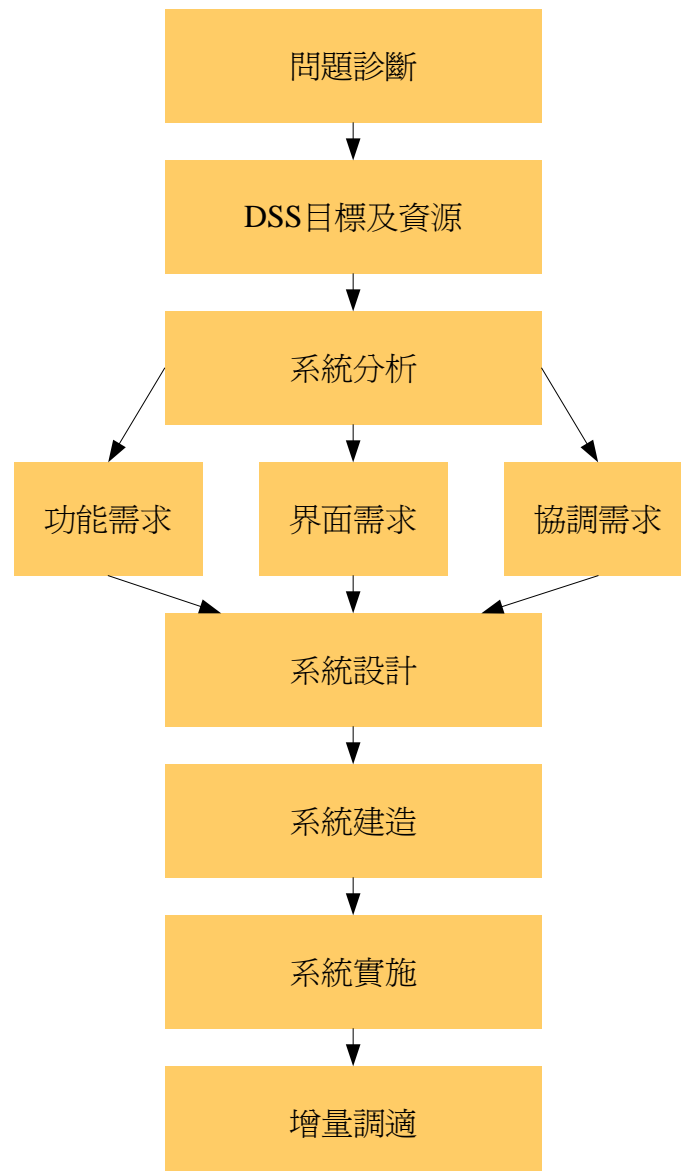 問題診斷
DSS目標及資源
系統分析
功能需求
界面需求
協調需求
系統設計
系統建造
系統實施
增量調適